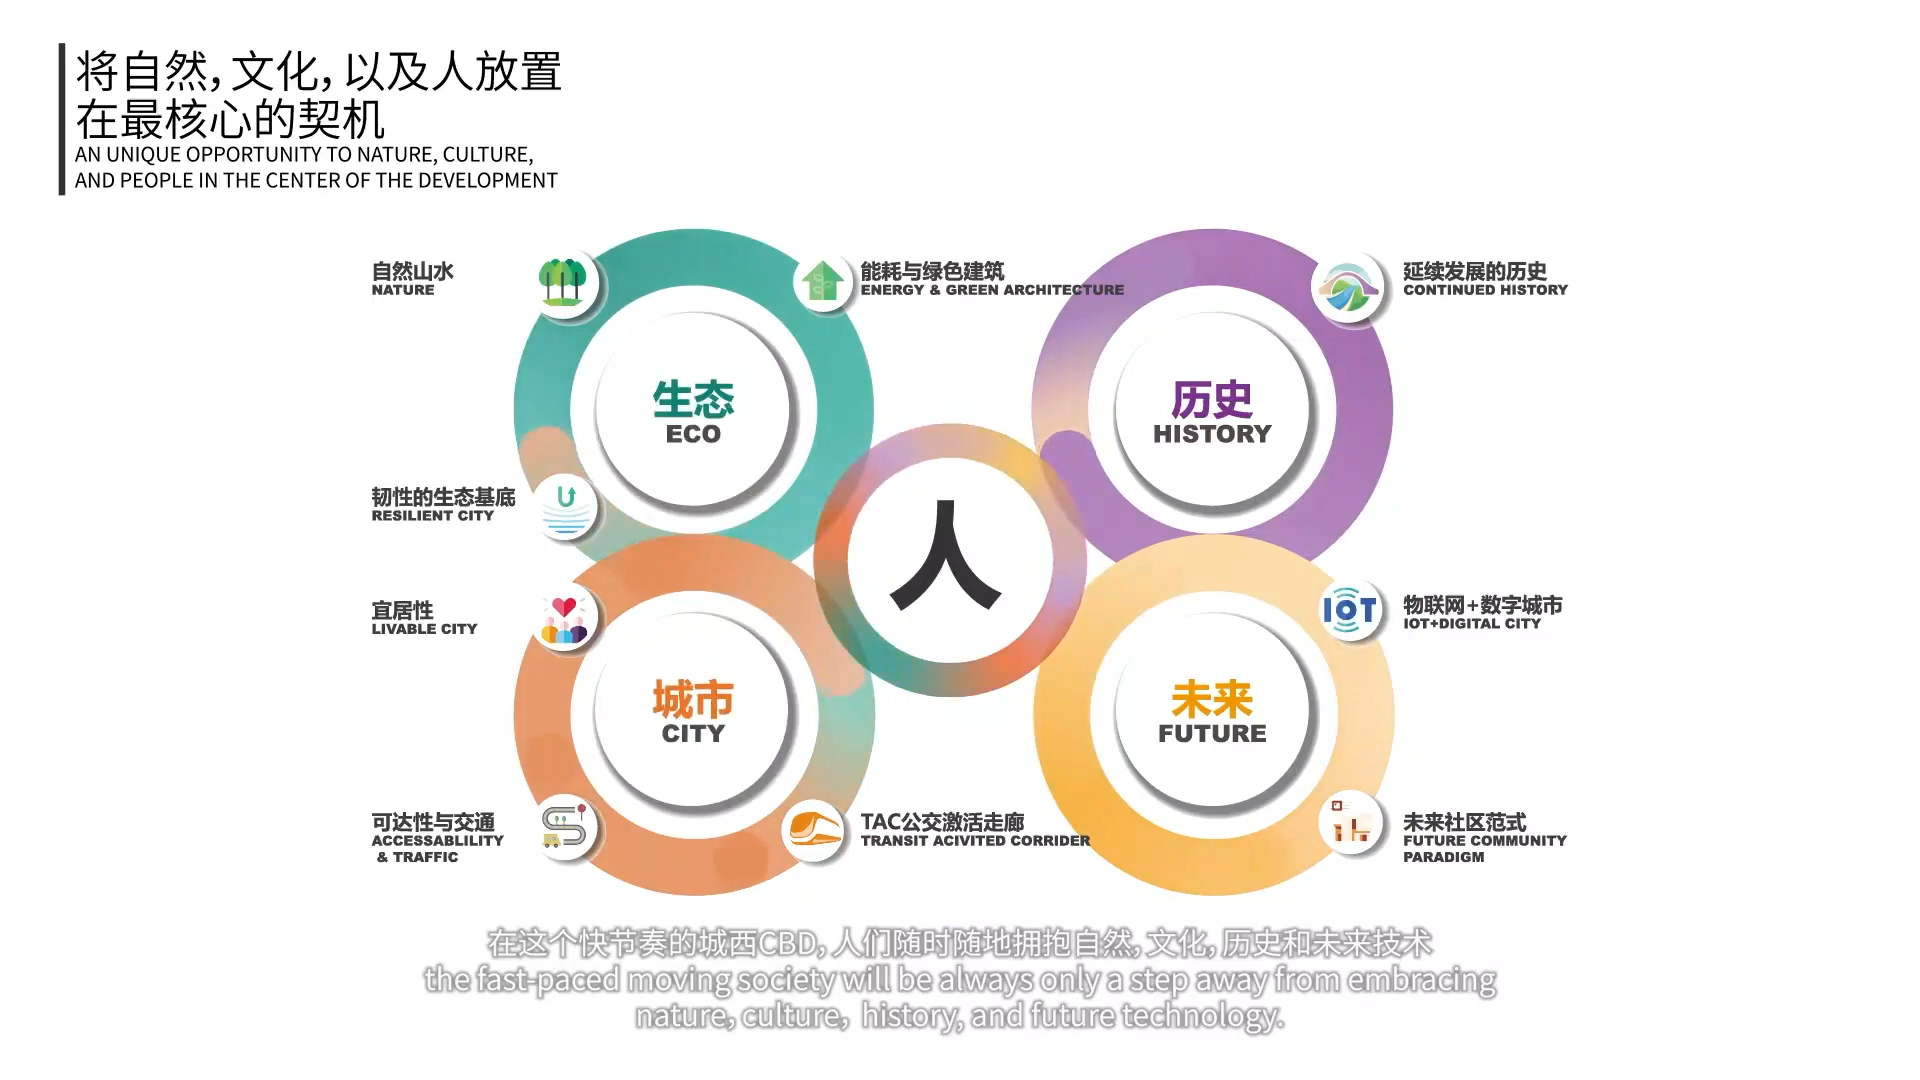 将自然，文化，以及人放置
在最核心的契机
AN UNIQUE OPPORTUNITY TO NATURE, CULTURE,
AND PEOPLE IN THE CENTER OF THE DEVELOPMENT
自然山水
NATURE
能耗与绿色建筑
ENERGY & GREEN ARCHITECTURE
延续发展的历史
CONTINUED HISTORY
生态
ECO
历史
HISTORY
韧性的生态基底
RESILIENT CITY
人
宜居性
LIVABLE CITY
IOT
物联网+数字城市
IOT+DIGITAL CITY
城市
CITY
未来
FUTURE
可达性与交通
ACCESSABLILITY
& TRAFFIC
TAC公交激活走廊
TRANSIT ACIVITED CORRIDER
未来社区范式
FUTURE COMMUNITY
PARADIGM
在这个快节奏的城西CBD，人们随时随地拥抱自然，文化，历史和未来技术
the fast-paced moving society will be always only a step away from embracing
nature, culture, history, and future technology.